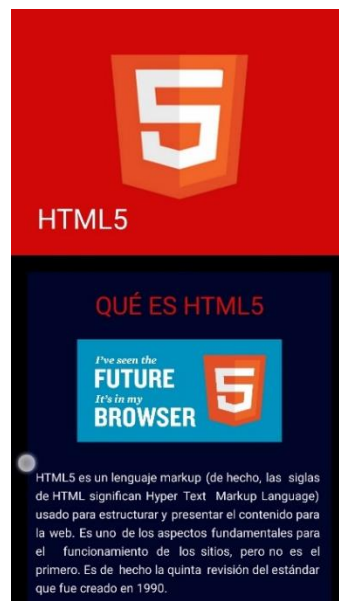 5
HTML5
QUÉ ES HTML5
I've seen the
FUTURE
It's in my
BROWSER
5
HTML5 es un lenguaje markup (de hecho, las siglas
de HTML significan Hyper Text Markup Language)
usado para estructurar y presentar el contenido para
la web. Es uno de los aspectos fundamentales para
el funcionamiento de los sitios, pero no es el
primero. Es de hecho la quinta revisión del estándar
que fue creado en 1990.